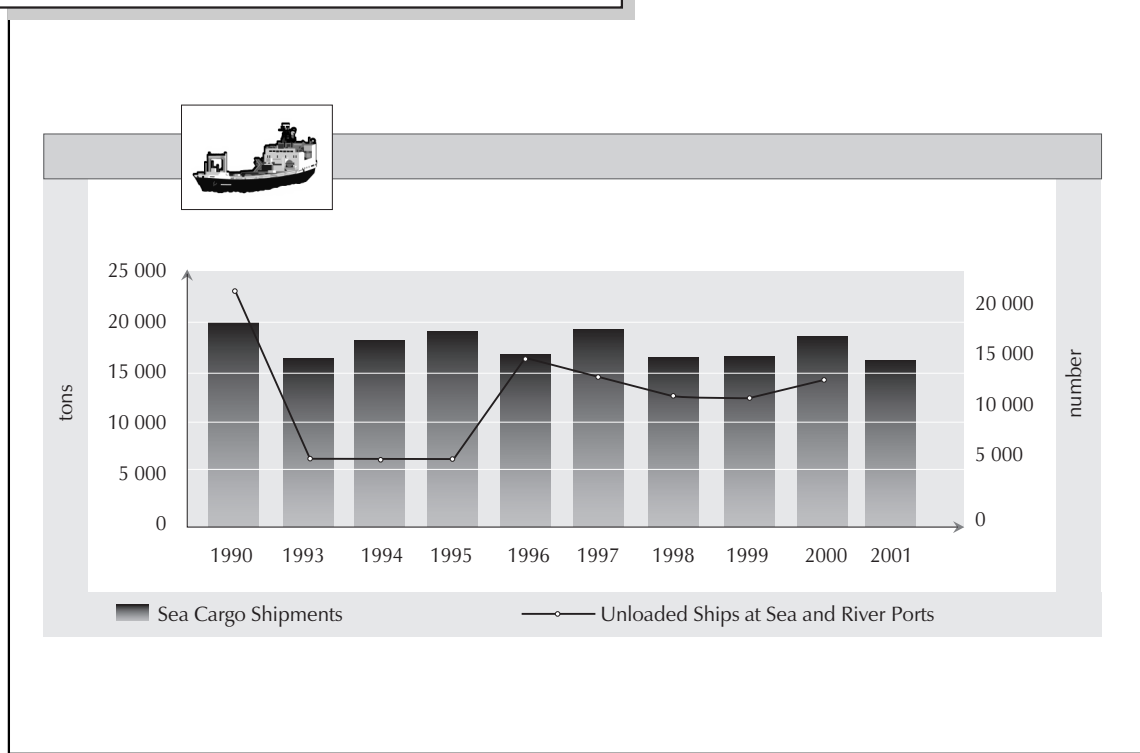 25 000
20 000
15 000
10 000
5 000
0
tons
20 000
15 000
10 000
5 000
0
number
1990 1993 1994 1995 1996 1997 1998 1999 2000 2001
Sea Cargo Shipments Unloaded Ships at Sea and River Ports